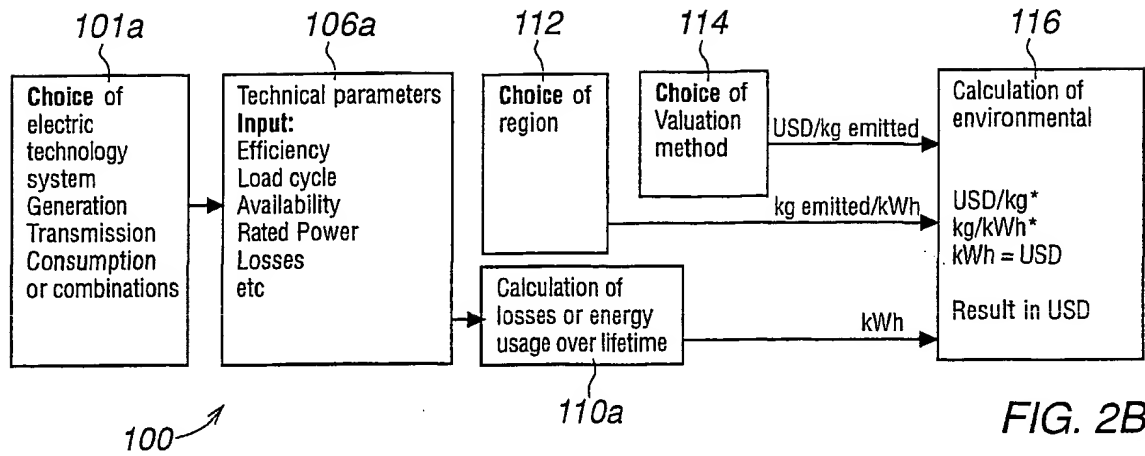 101a
106a
112
114
116
Choice of
electric
technology
system
Generation
Transmission
Consumption
or combinations
Technical parameters
Input:
Efficiency
Load cycle
Availability
Rated Power
Losses
etc
Choice of
region
Choice of
Valuation
method
USD/kg emitted
kg emitted/kWh
Calculation of
losses or energy
usage over lifetime
kWh
Calculation of
environmental
USD/kg*
kg/kWh*
kWh = USD
Result in USD
110a
100
FIG. 2B